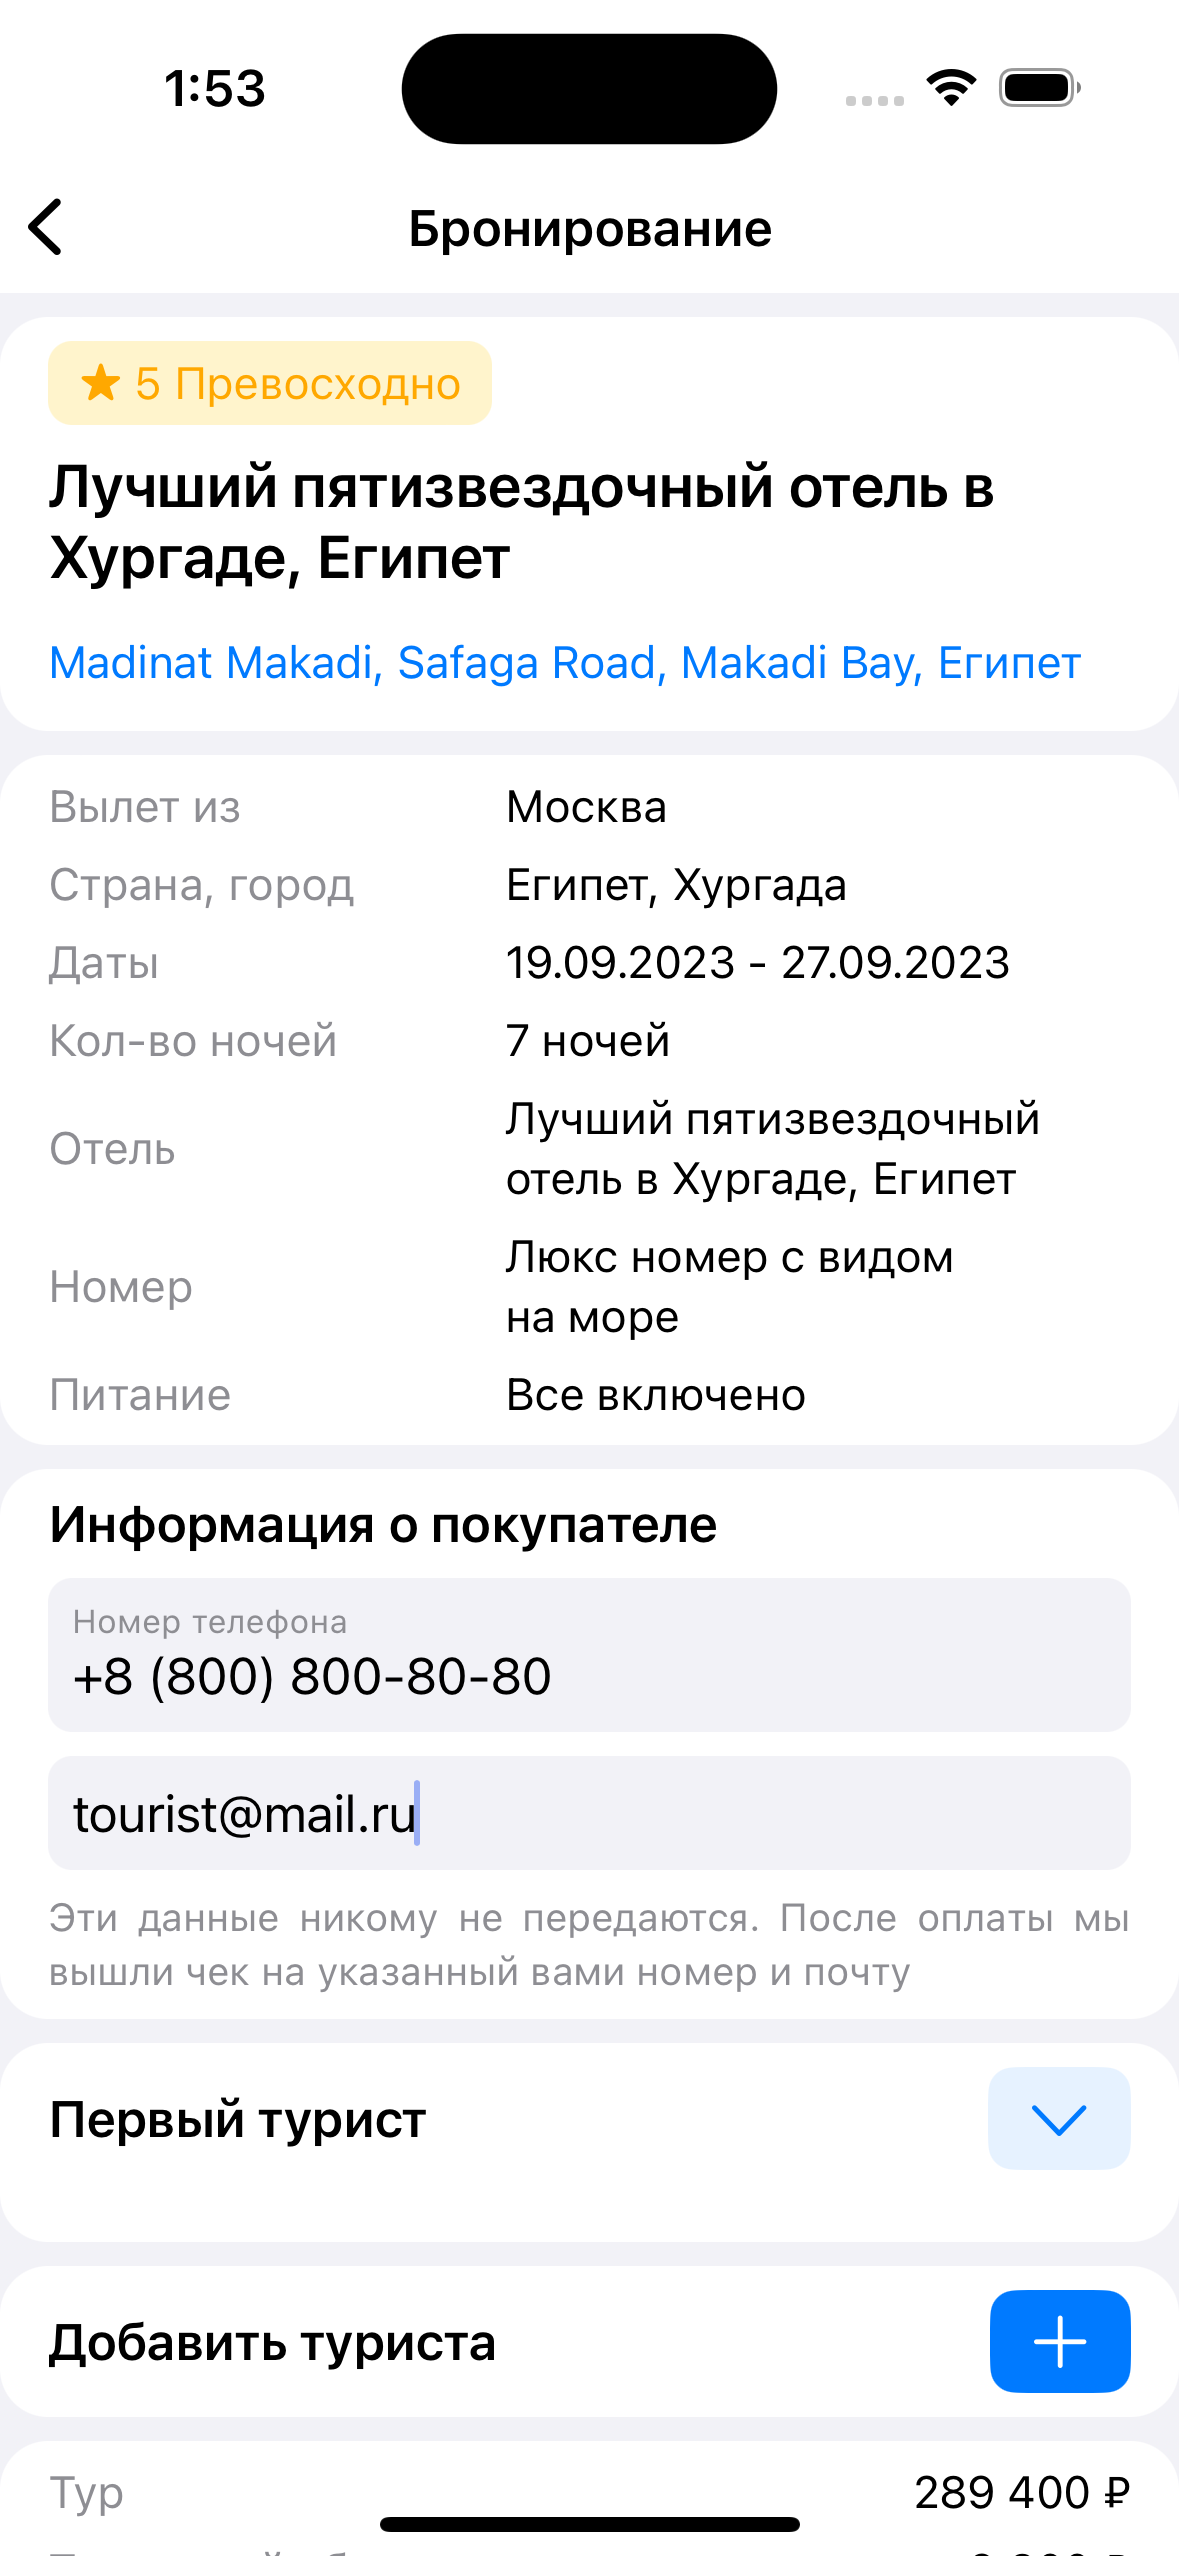 1:53
Бронирование
5 Превосходно
Лучший пятизвездочный отель в
Хургаде, Египет
Madinat Makadi, Safaga Road, Makadi Bay, Египет
Вылет из Москва
Страна, город Египет, Хургада
Даты 19.09.2023 - 27.09.2023
Кол-во ночей 7 ночей
Отель Лучший пятизвездочный
отель в Хургаде, Египет
Номер Люкс номер с видом
на море
Питание Все включено
Информация о покупателе
Номер телефона
+8 (800) 800-80-80
tourist@mail.ru
Эти данные никому не передаются. После оплаты мы
вышли чек на указанный вами номер и почту
Первый турист
Добавить туриста
Тур 289 400 ₽